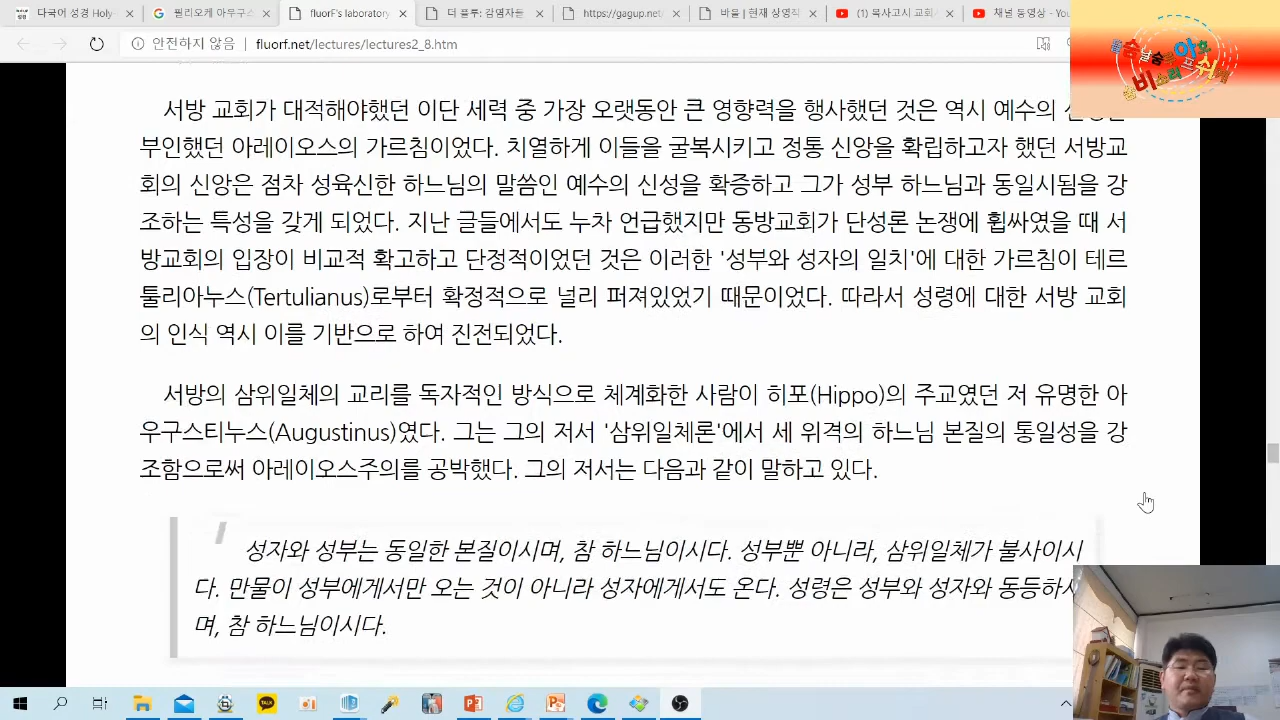 다국어 성경 Holy-
필리오케 아우구스
fluorF's laboratory
더 플랫: 감염자들
https://gagup.net
바울 | 현재 상영작
(1) 목사고시 교회
채널 동영상 - You
안전하지 않음 fluorf.net/lectures/lectures2_8.htm
서방 교회가 대적해야했던 이단 세력 중 가장 오랫동안 큰 영향력을 행사했던 것은 역시 예수의
부인했던 아레이오스의 가르침이었다. 치열하게 이들을 굴복시키고 정통 신앙을 확립하고자 했던 서방교
회의 신앙은 점차 성육신한 하느님의 말씀인 예수의 신성을 확증하고 그가 성부 하느님과 동일시됨을 강
조하는 특성을 갖게 되었다. 지난 글들에서도 누차 언급했지만 동방교회가 단성론 논쟁에 휩싸였을 때 서
방교회의 입장이 비교적 확고하고 단정적이었던 것은 이러한 '성부와 성자의 일치'에 대한 가르침이 테르
툴리아누스(Tertulianus)로부터 확정적으로 널리 퍼져있었기 때문이었다. 따라서 성령에 대한 서방 교회
의 인식 역시 이를 기반으로 하여 진전되었다.
서방의 삼위일체의 교리를 독자적인 방식으로 체계화한 사람이 히포(Hippo)의 주교였던 저 유명한 아
우구스티누스(Augustinus)였다. 그는 그의 저서 '삼위일체론'에서 세 위격의 하느님 본질의 통일성을 강
조함으로써 아레이오스주의를 공박했다. 그의 저서는 다음과 같이 말하고 있다.
성자와 성부는 동일한 본질이시며, 참 하느님이시다. 성부뿐 아니라, 삼위일체가 불사이시
다. 만물이 성부에게서만 오는 것이 아니라 성자에게서도 온다. 성령은 성부와 성자와 동등하시
며, 참 하느님이시다.